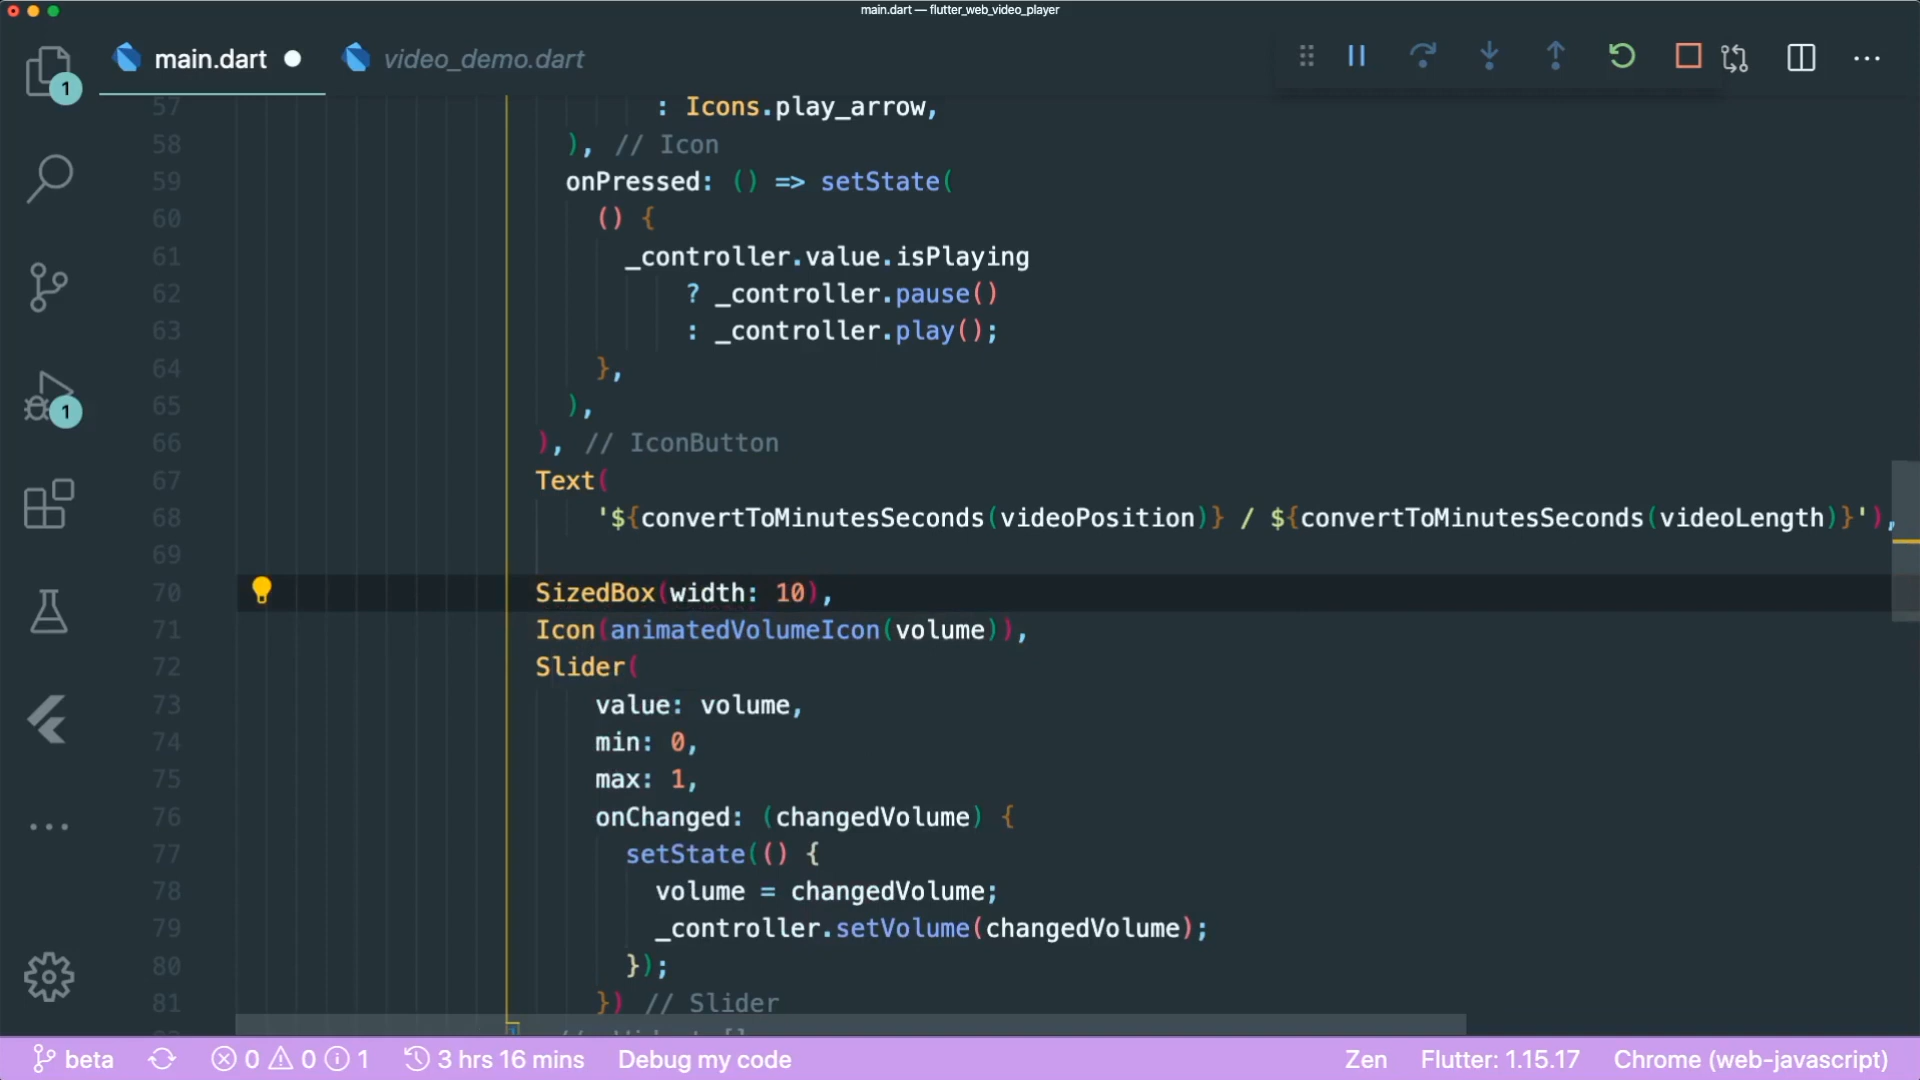 main.dart — flutter_web_video_player
main.dart
video_demo.dart
1
57 : Icons.play_arrow,
58 ), // Icon
59 onPressed: () => setState(
60 () {
61 _controller.value.isPlaying
62 ? _controller.pause()
63 : _controller.play();
64 },
65 ),
1
66 ), // IconButton
67 Text(
68 '${convertToMinutesSeconds(videoPosition)} / ${convertToMinutesSeconds(videoLength)}'),
69
70 SizedBox(width: 10),
71 Icon(animatedVolumeIcon(volume)),
72 Slider(
73 value: volume,
74 min: 0,
75 max: 1,
76 onChanged: (changedVolume) {
77 setState(() {
78 volume = changedVolume;
79 _controller.setVolume(changedVolume);
80 });
81 }) // Slider
beta 0 0 1 3 hrs 16 mins Debug my code Zen Flutter: 1.15.17 Chrome (web-javascript)